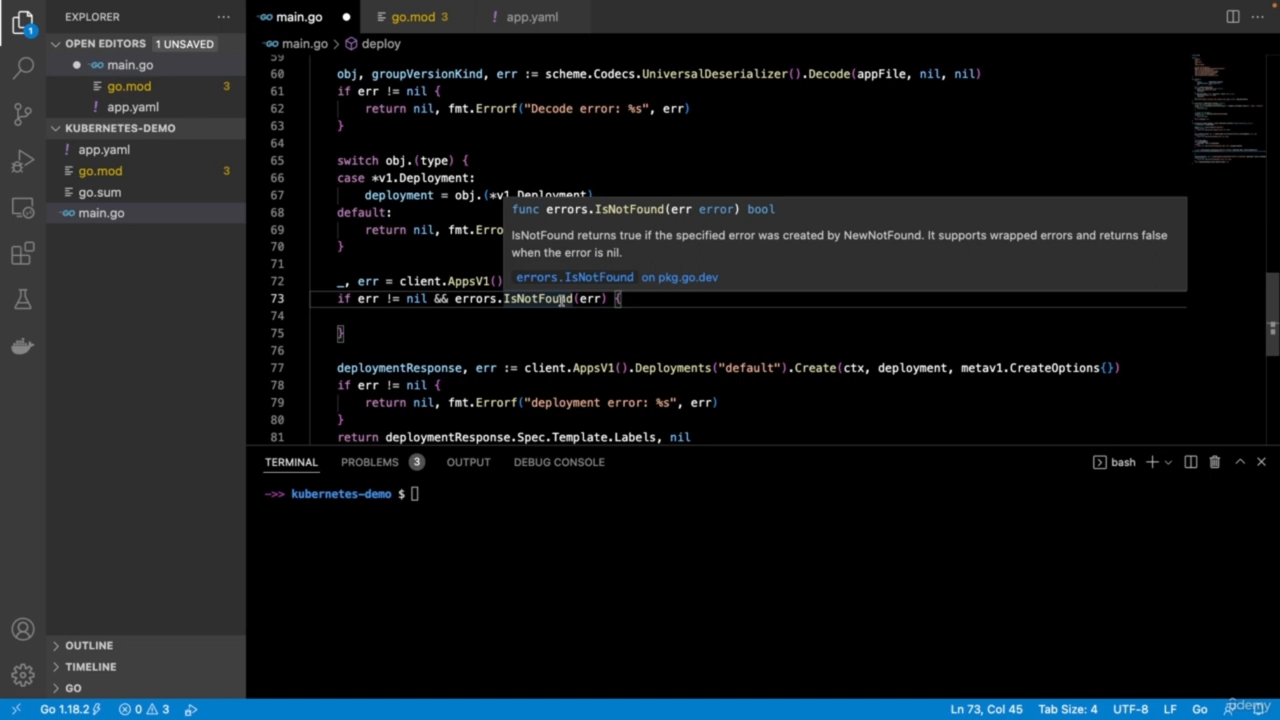 EXPLORER
OPEN EDITORS 1 UNSAVED
main.go
go.mod 3
app.yaml
KUBERNETES-DEMO
app.yaml
go.mod 3
go.sum
main.go
OUTLINE
TIMELINE
GO
main.go
go.mod 3
app.yaml
main.go > deploy
59
60 obj, groupVersionKind, err := scheme.Codecs.UniversalDeserializer().Decode(appFile, nil, nil)
61 if err != nil {
62 return nil, fmt.Errorf("Decode error: %s", err)
63 }
64
65 switch obj.(type) {
66 case *v1.Deployment:
67 deployment = obj.(*v1.Deployment)
68 default:
69 return nil, fmt.Erro
70 }
71
72 _, err = client.AppsV1()
73 if err != nil && errors.IsNotFound(err) {
74
75 }
76
77 deploymentResponse, err := client.AppsV1().Deployments("default").Create(ctx, deployment, metav1.CreateOptions{})
78 if err != nil {
79 return nil, fmt.Errorf("deployment error: %s", err)
80 }
81 return deploymentResponse.Spec.Template.Labels, nil
func errors.IsNotFound(err error) bool
IsNotFound returns true if the specified error was created by NewNotFound. It supports wrapped errors and returns false
when the error is nil.
errors.IsNotFound on pkg.go.dev
TERMINAL PROBLEMS 3 OUTPUT DEBUG CONSOLE
bash
->> kubernetes-demo $
1
Go 1.18.2 0 3
Ln 73, Col 45 Tab Size: 4 UTF-8 LF Go
udemy